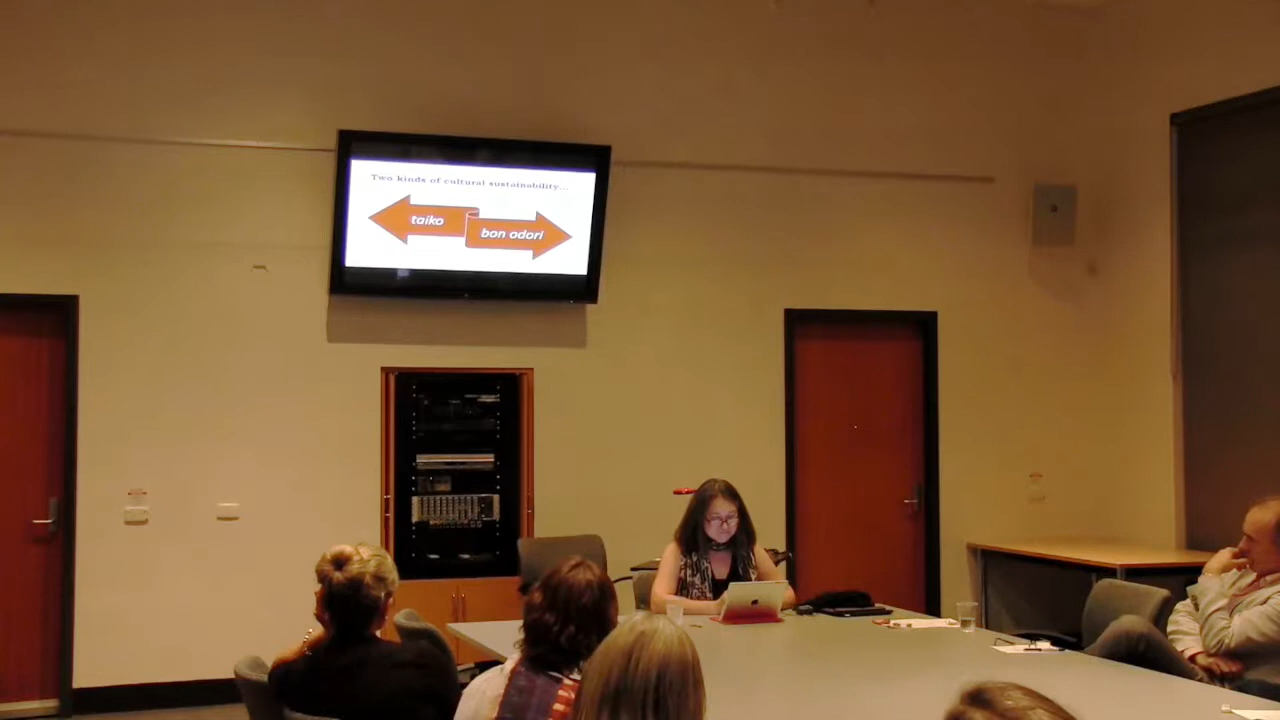 Two kinds of cultural sustainability...
taiko
bon odori